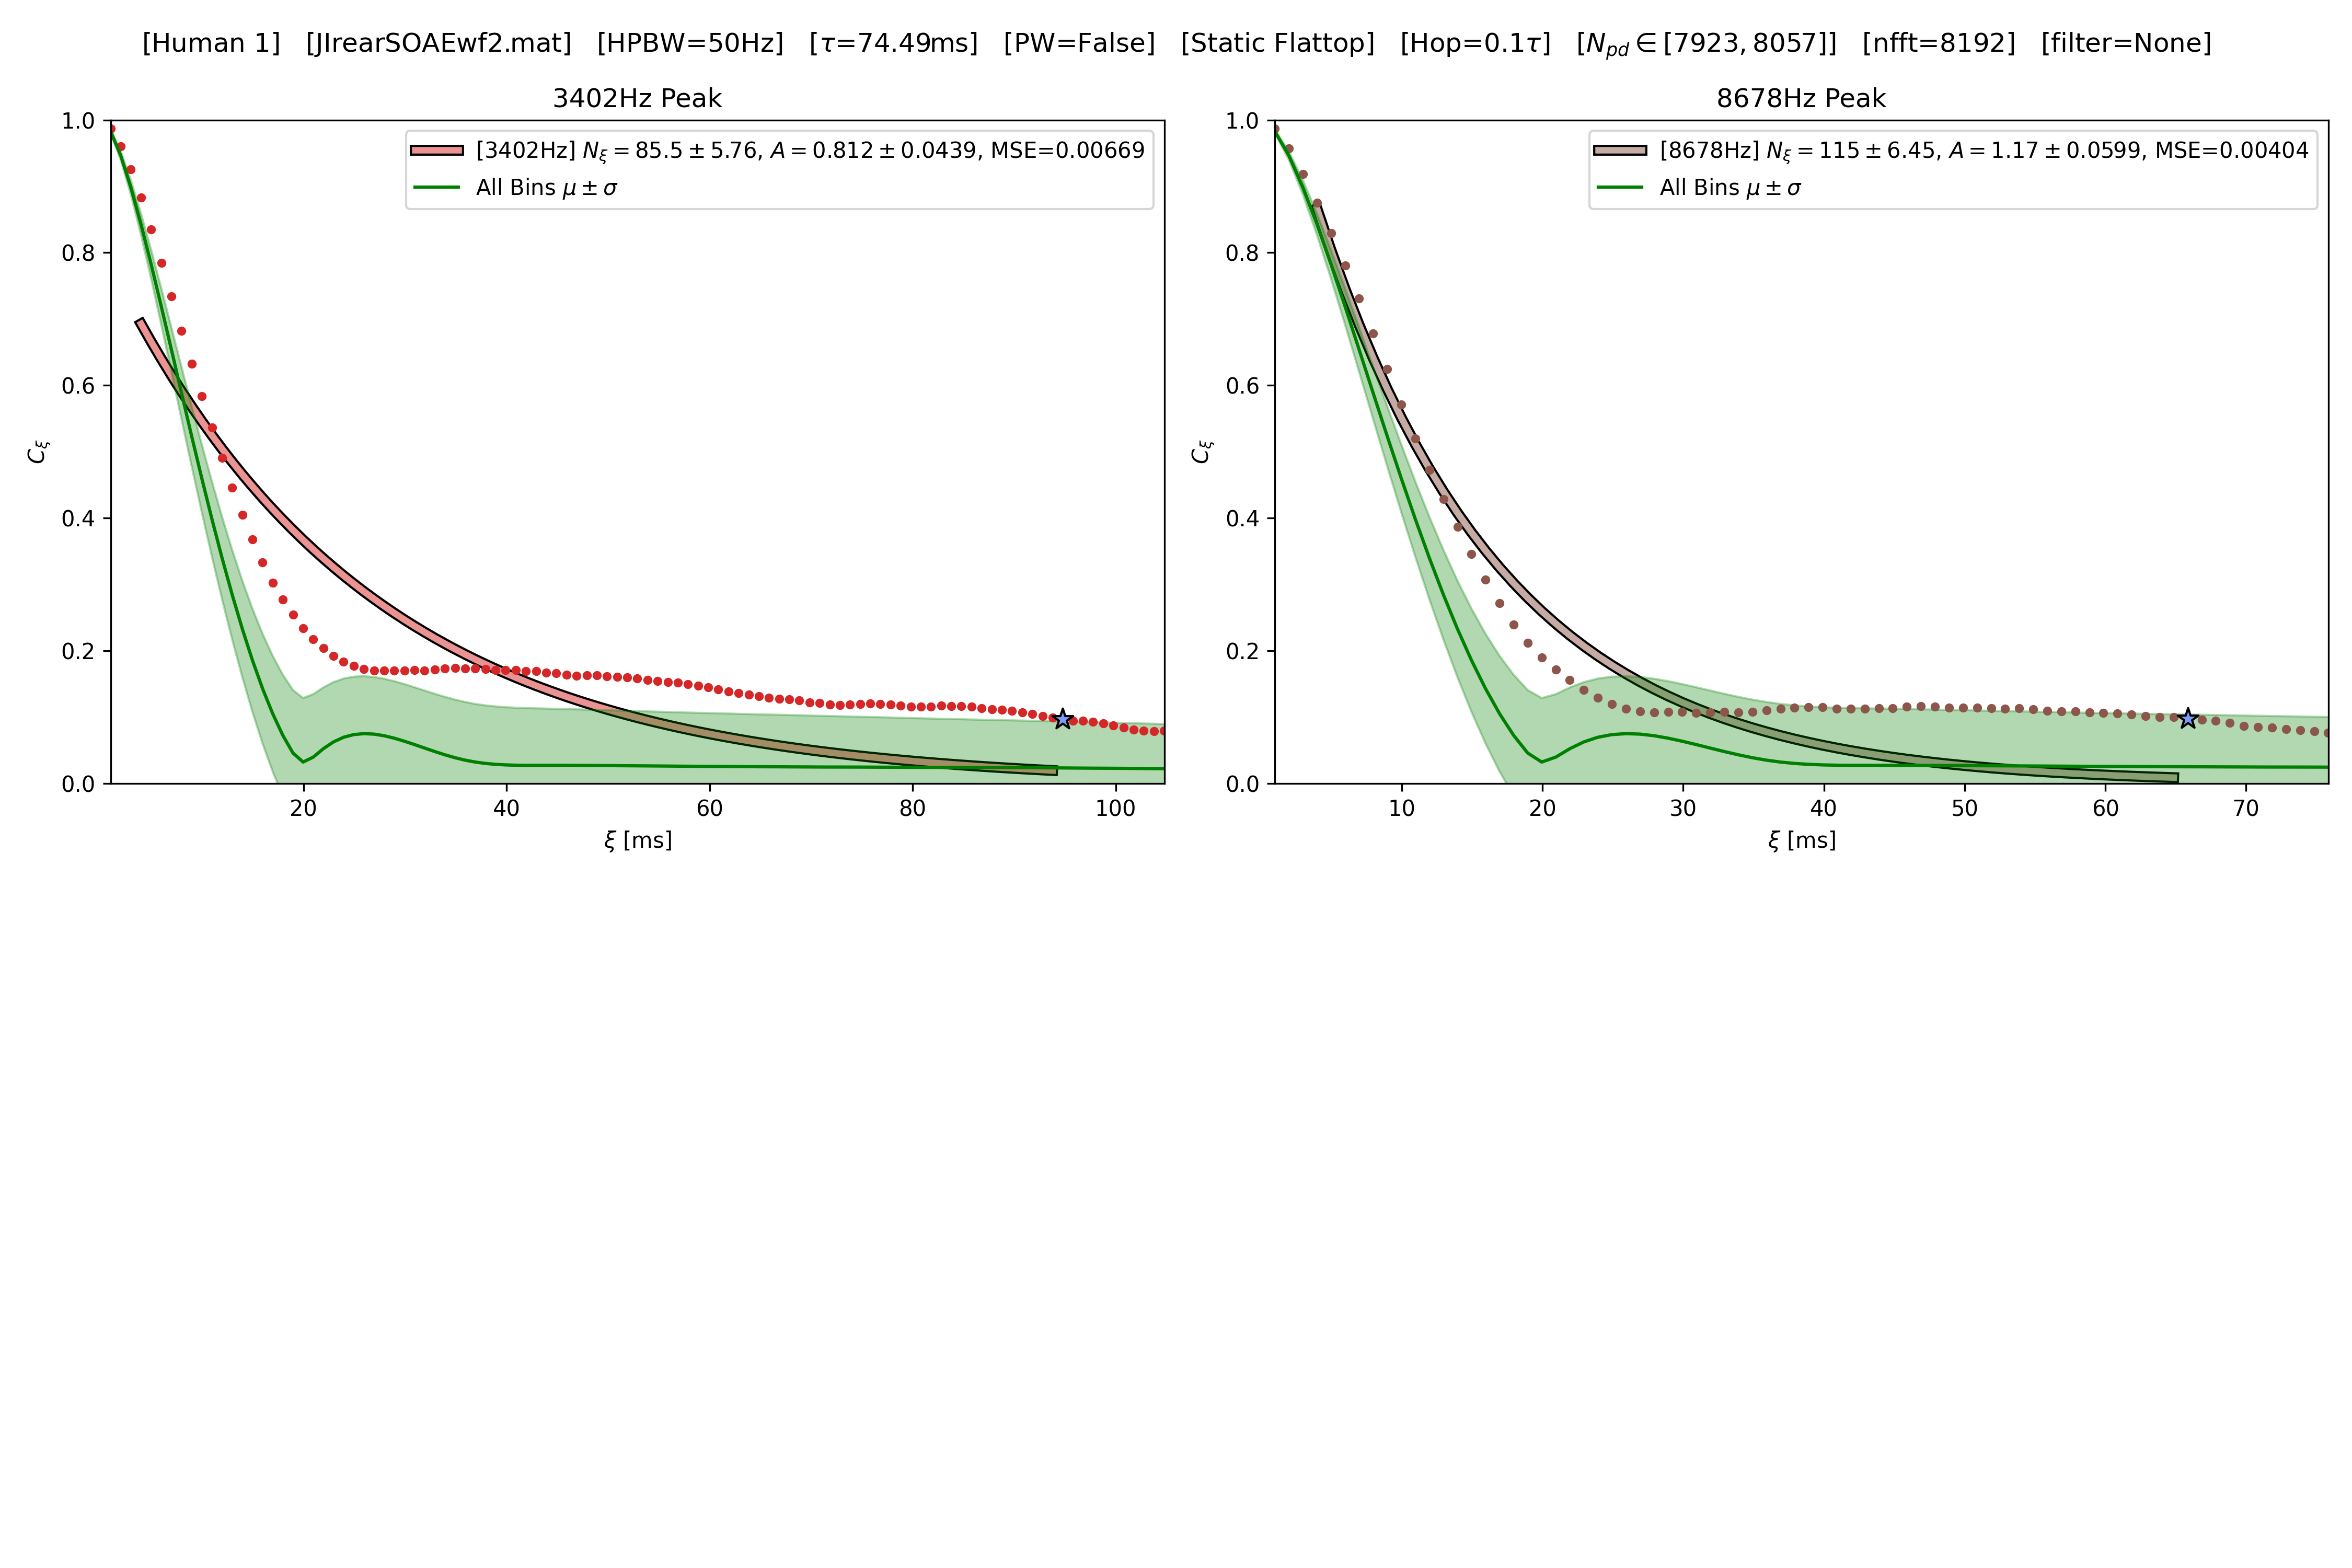 [Human 1] [JIrearSOAEwf2.mat] [HPBW=50Hz] [τ=74.49ms] [PW=False] [Static Flattop] [Hop=0.1τ] [N_pd ∈ [7923, 8057]] [nfft=8192] [filter=None]
3402Hz Peak
[3402Hz] N_ξ = 85.5 ± 5.76, A = 0.812 ± 0.0439, MSE=0.00669
All Bins μ ± σ
1.0
0.8
0.6
0.4
0.2
0.0
C_ξ
20 40 60 80 100
ξ [ms]
8678Hz Peak
[8678Hz] N_ξ = 115 ± 6.45, A = 1.17 ± 0.0599, MSE=0.00404
All Bins μ ± σ
1.0
0.8
0.6
0.4
0.2
0.0
C_ξ
10 20 30 40 50 60 70
ξ [ms]